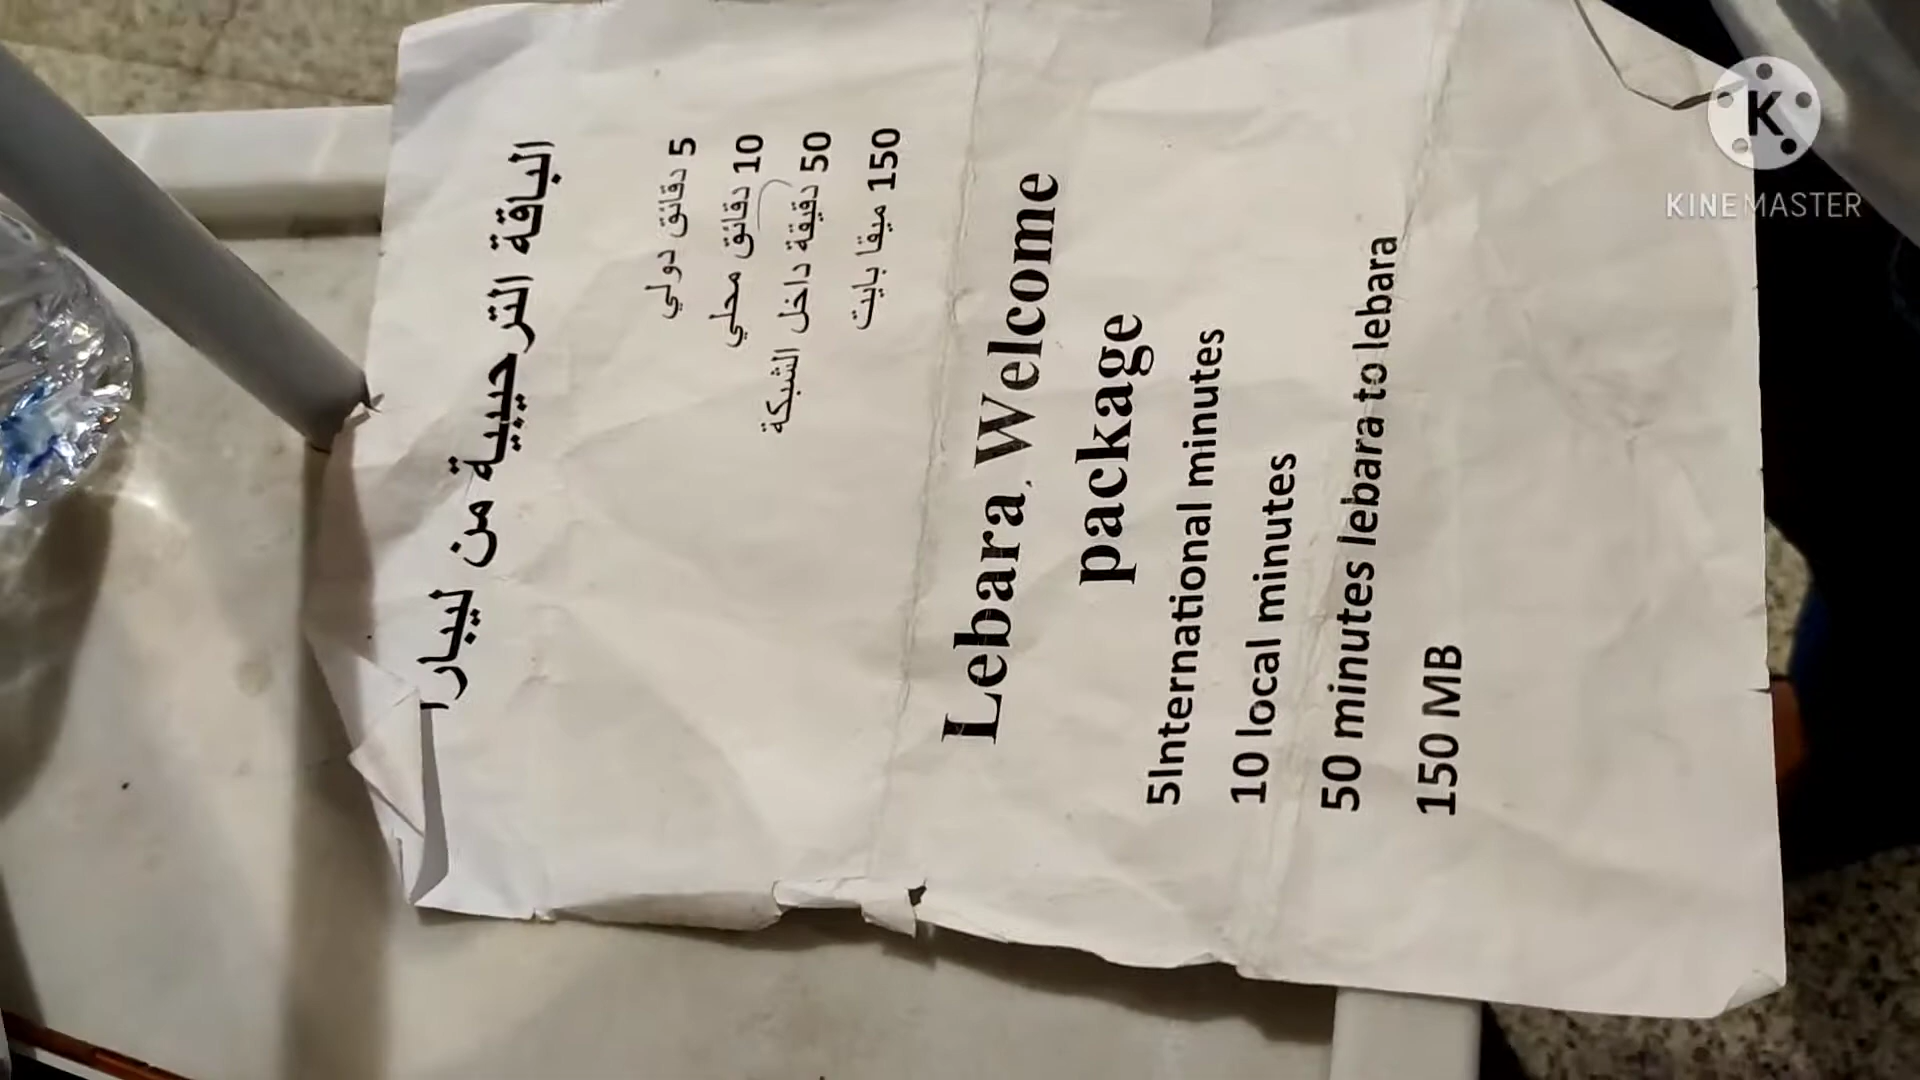 الباقة الترحيبية من ليبارا
5 دقائق دولي
10 دقائق محلي
50 دقيقة داخل الشبكة
150 ميقا بايت
Lebara Welcome
package
5International minutes
10 local minutes
50 minutes lebara to lebara
150 MB
K
KINEMASTER